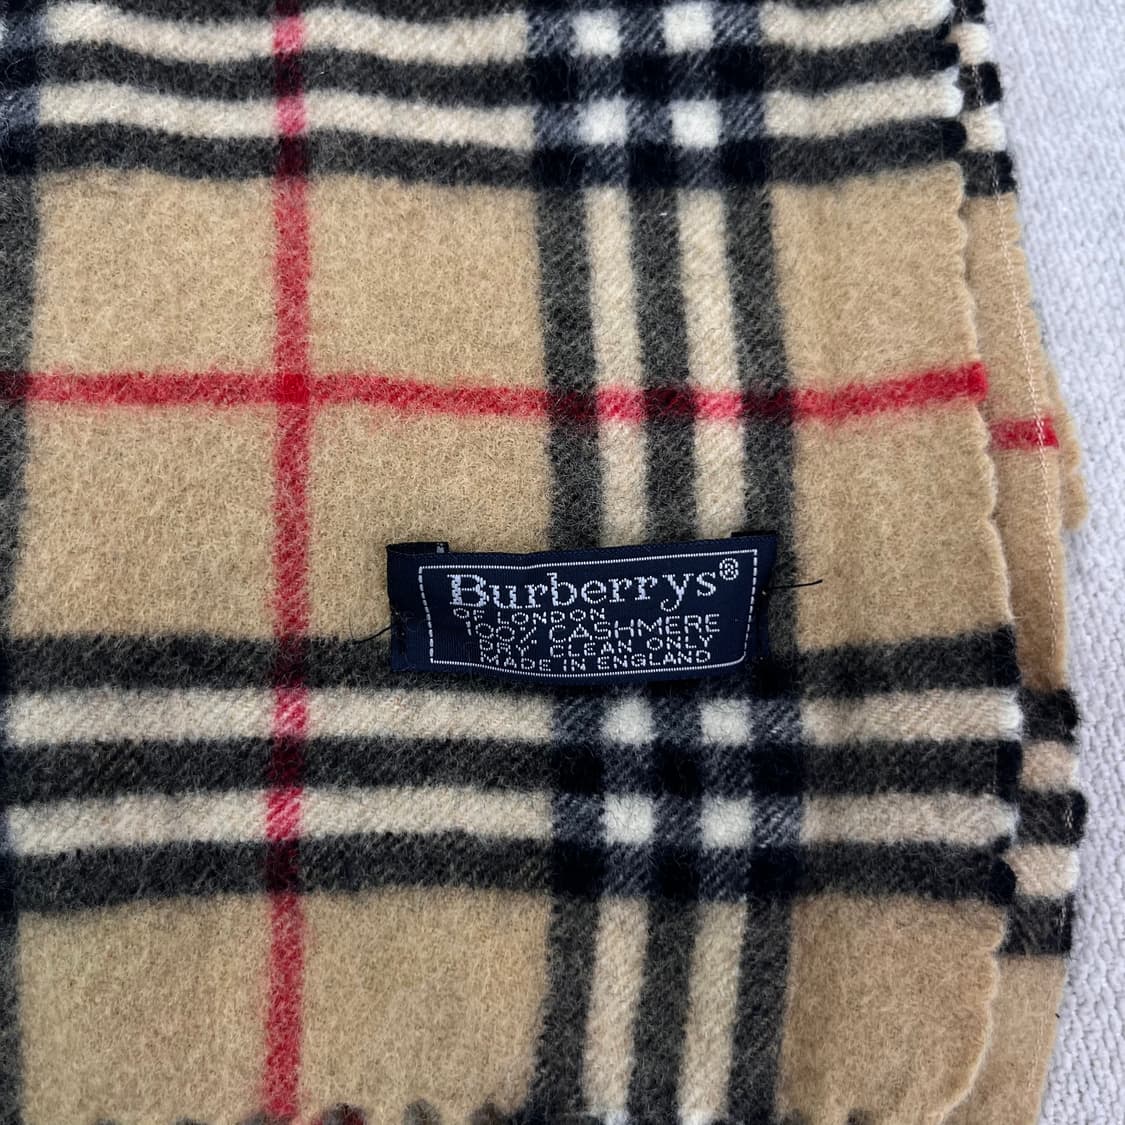 Burberrys®
OF LONDON
100% CASHMERE
DRY CLEAN ONLY
MADE IN ENGLAND